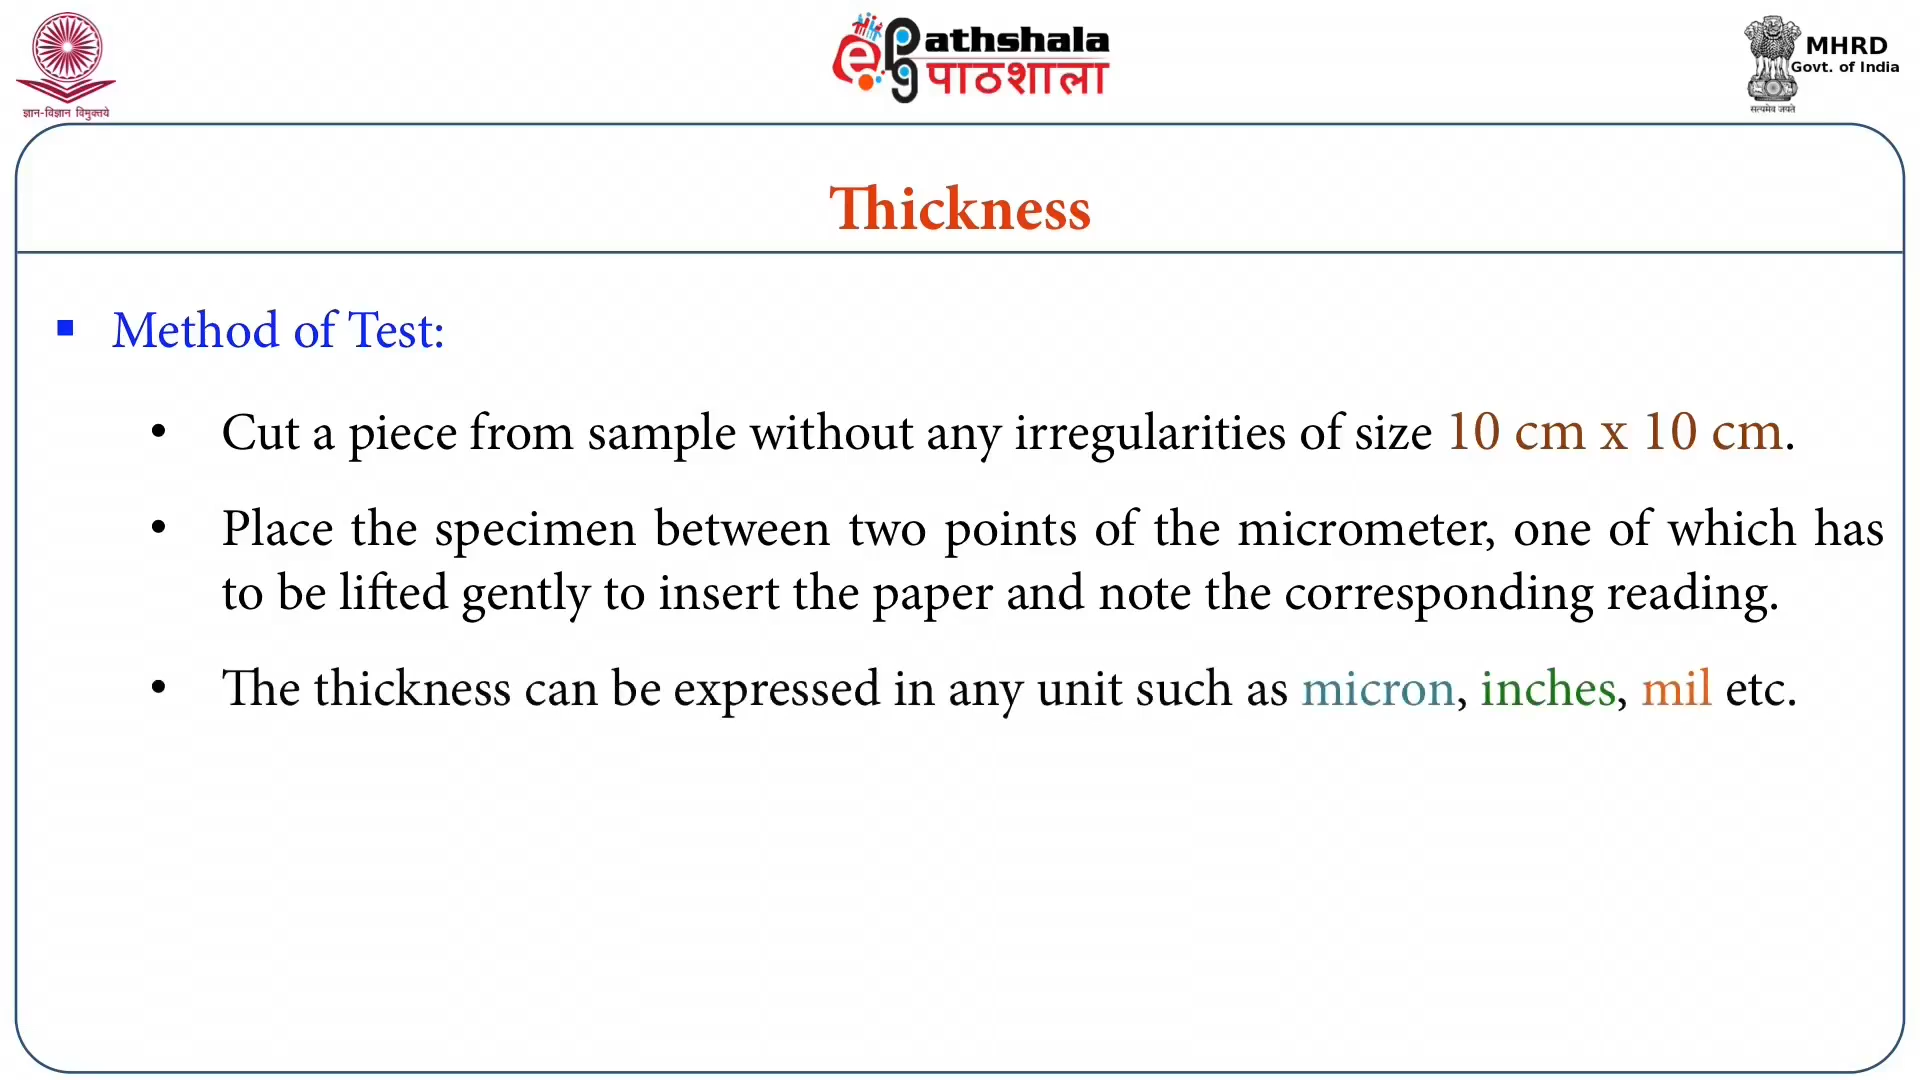 ज्ञान-विज्ञान विमुक्तये
ePathshala
pg पाठशाला
MHRD
Govt. of India
सत्यमेव जयते
Thickness
▪ Method of Test:
• Cut a piece from sample without any irregularities of size 10 cm x 10 cm.
• Place the specimen between two points of the micrometer, one of which has
to be lifted gently to insert the paper and note the corresponding reading.
• The thickness can be expressed in any unit such as micron, inches, mil etc.